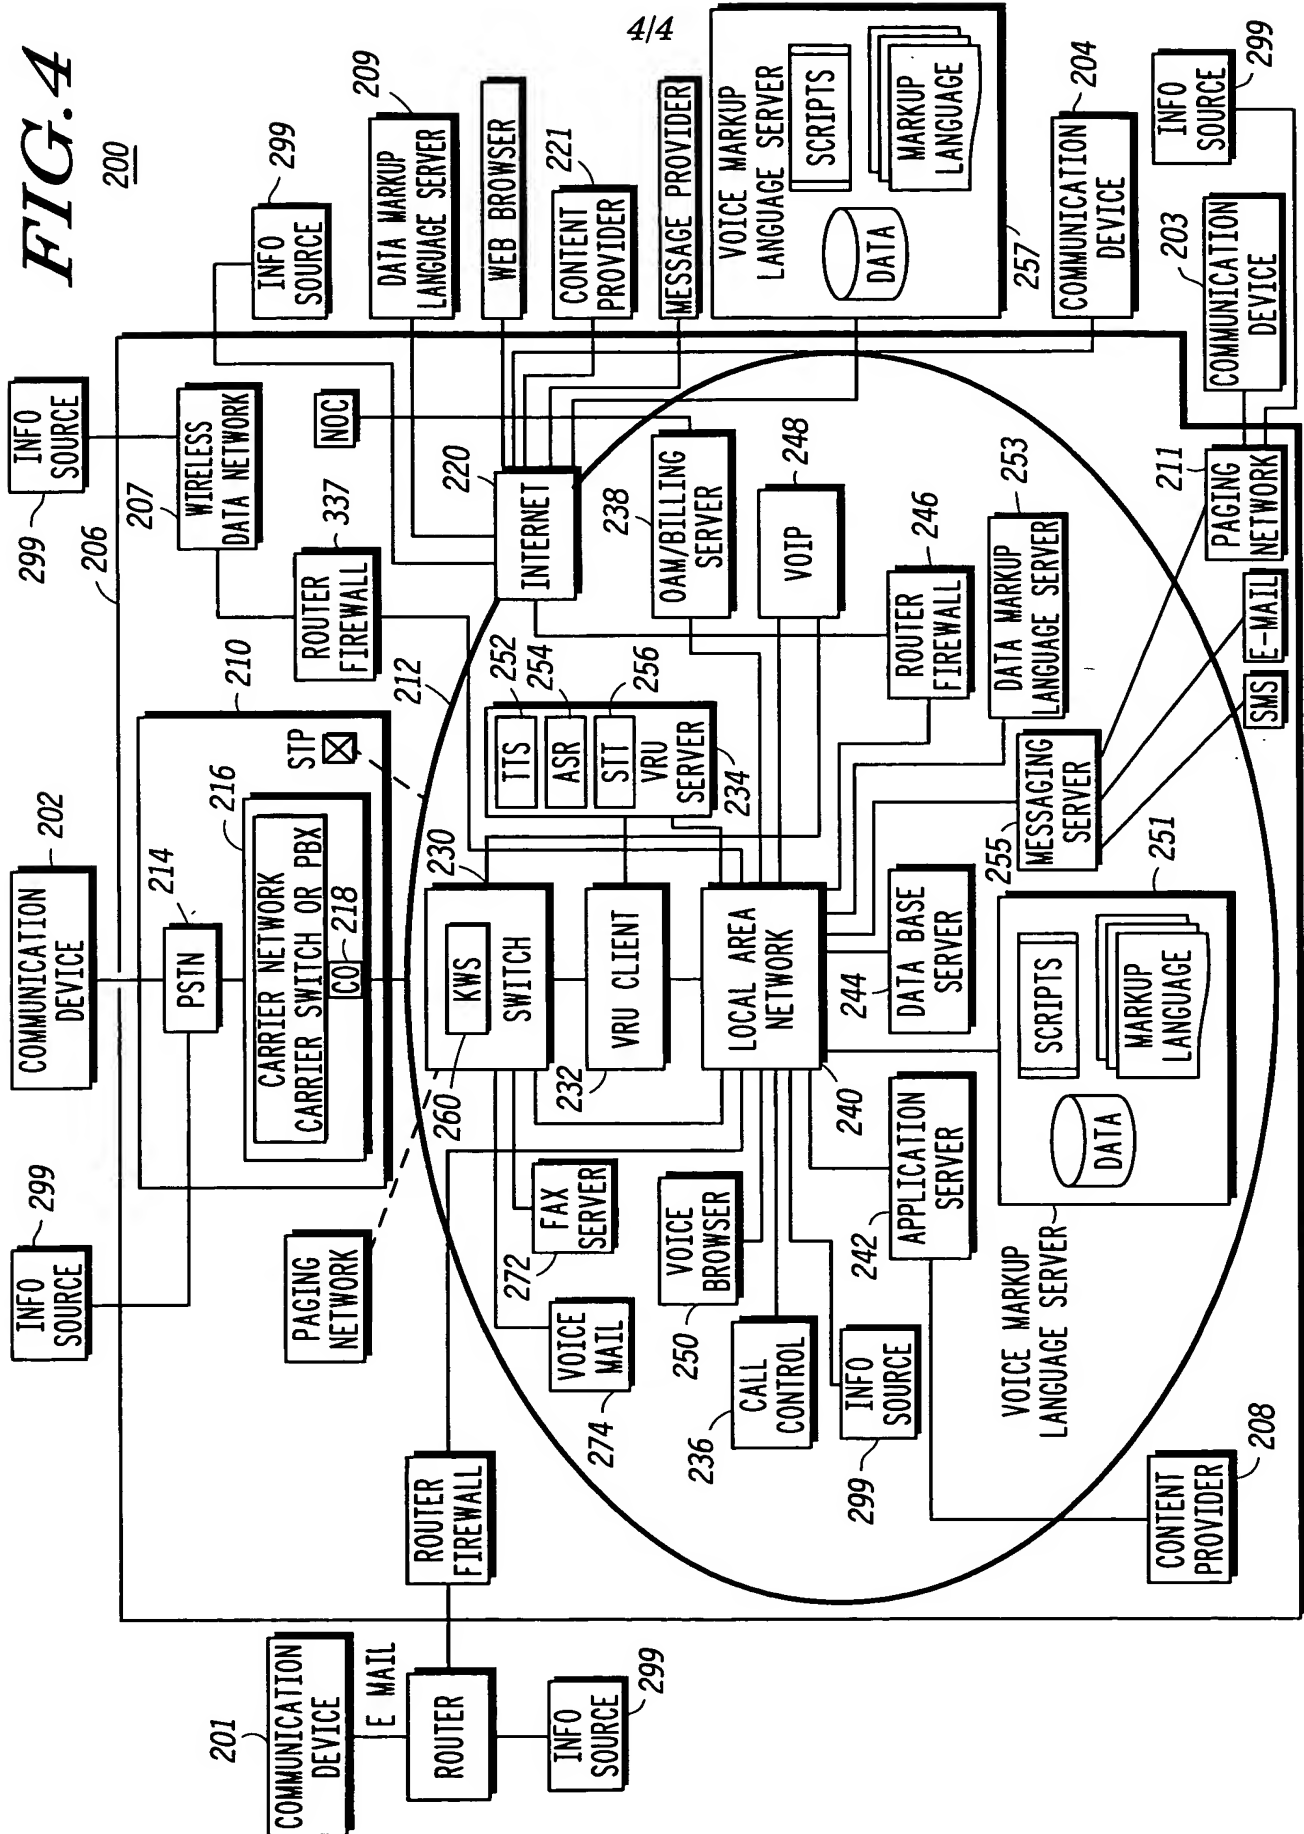 4/4
FIG.4
200
INFO
SOURCE
299
COMMUNICATION
DEVICE
202
INFO
SOURCE
299
206
WIRELESS
DATA NETWORK
207
INFO
SOURCE
299
210
PSTN
214
216
CARRIER NETWORK
CARRIER SWITCH OR PBX
CO
218
STP
ROUTER
FIREWALL
337
NOC
DATA MARKUP
LANGUAGE SERVER
209
WEB BROWSER
CONTENT
PROVIDER
221
MESSAGE PROVIDER
VOICE MARKUP
LANGUAGE SERVER
SCRIPTS
DATA
MARKUP
LANGUAGE
257
COMMUNICATION
DEVICE
204
INFO
SOURCE
299
COMMUNICATION
DEVICE
203
PAGING
NETWORK
211
E-MAIL
SMS
201
COMMUNICATION
DEVICE
E MAIL
ROUTER
INFO
SOURCE
299
ROUTER
FIREWALL
PAGING
NETWORK
212
INTERNET
220
KWS
SWITCH
230
260
TTS
252
ASR
254
STT
256
VRU
SERVER
234
VRU CLIENT
232
OAM/BILLING
SERVER
238
VOIP
248
VOICE
MAIL
274
FAX
SERVER
272
VOICE
BROWSER
250
CALL
CONTROL
236
LOCAL AREA
NETWORK
240
INFO
SOURCE
299
APPLICATION
SERVER
242
DATA BASE
SERVER
244
ROUTER
FIREWALL
246
DATA MARKUP
LANGUAGE SERVER
253
MESSAGING
SERVER
255
VOICE MARKUP
LANGUAGE SERVER
DATA
SCRIPTS
MARKUP
LANGUAGE
251
CONTENT
PROVIDER
208